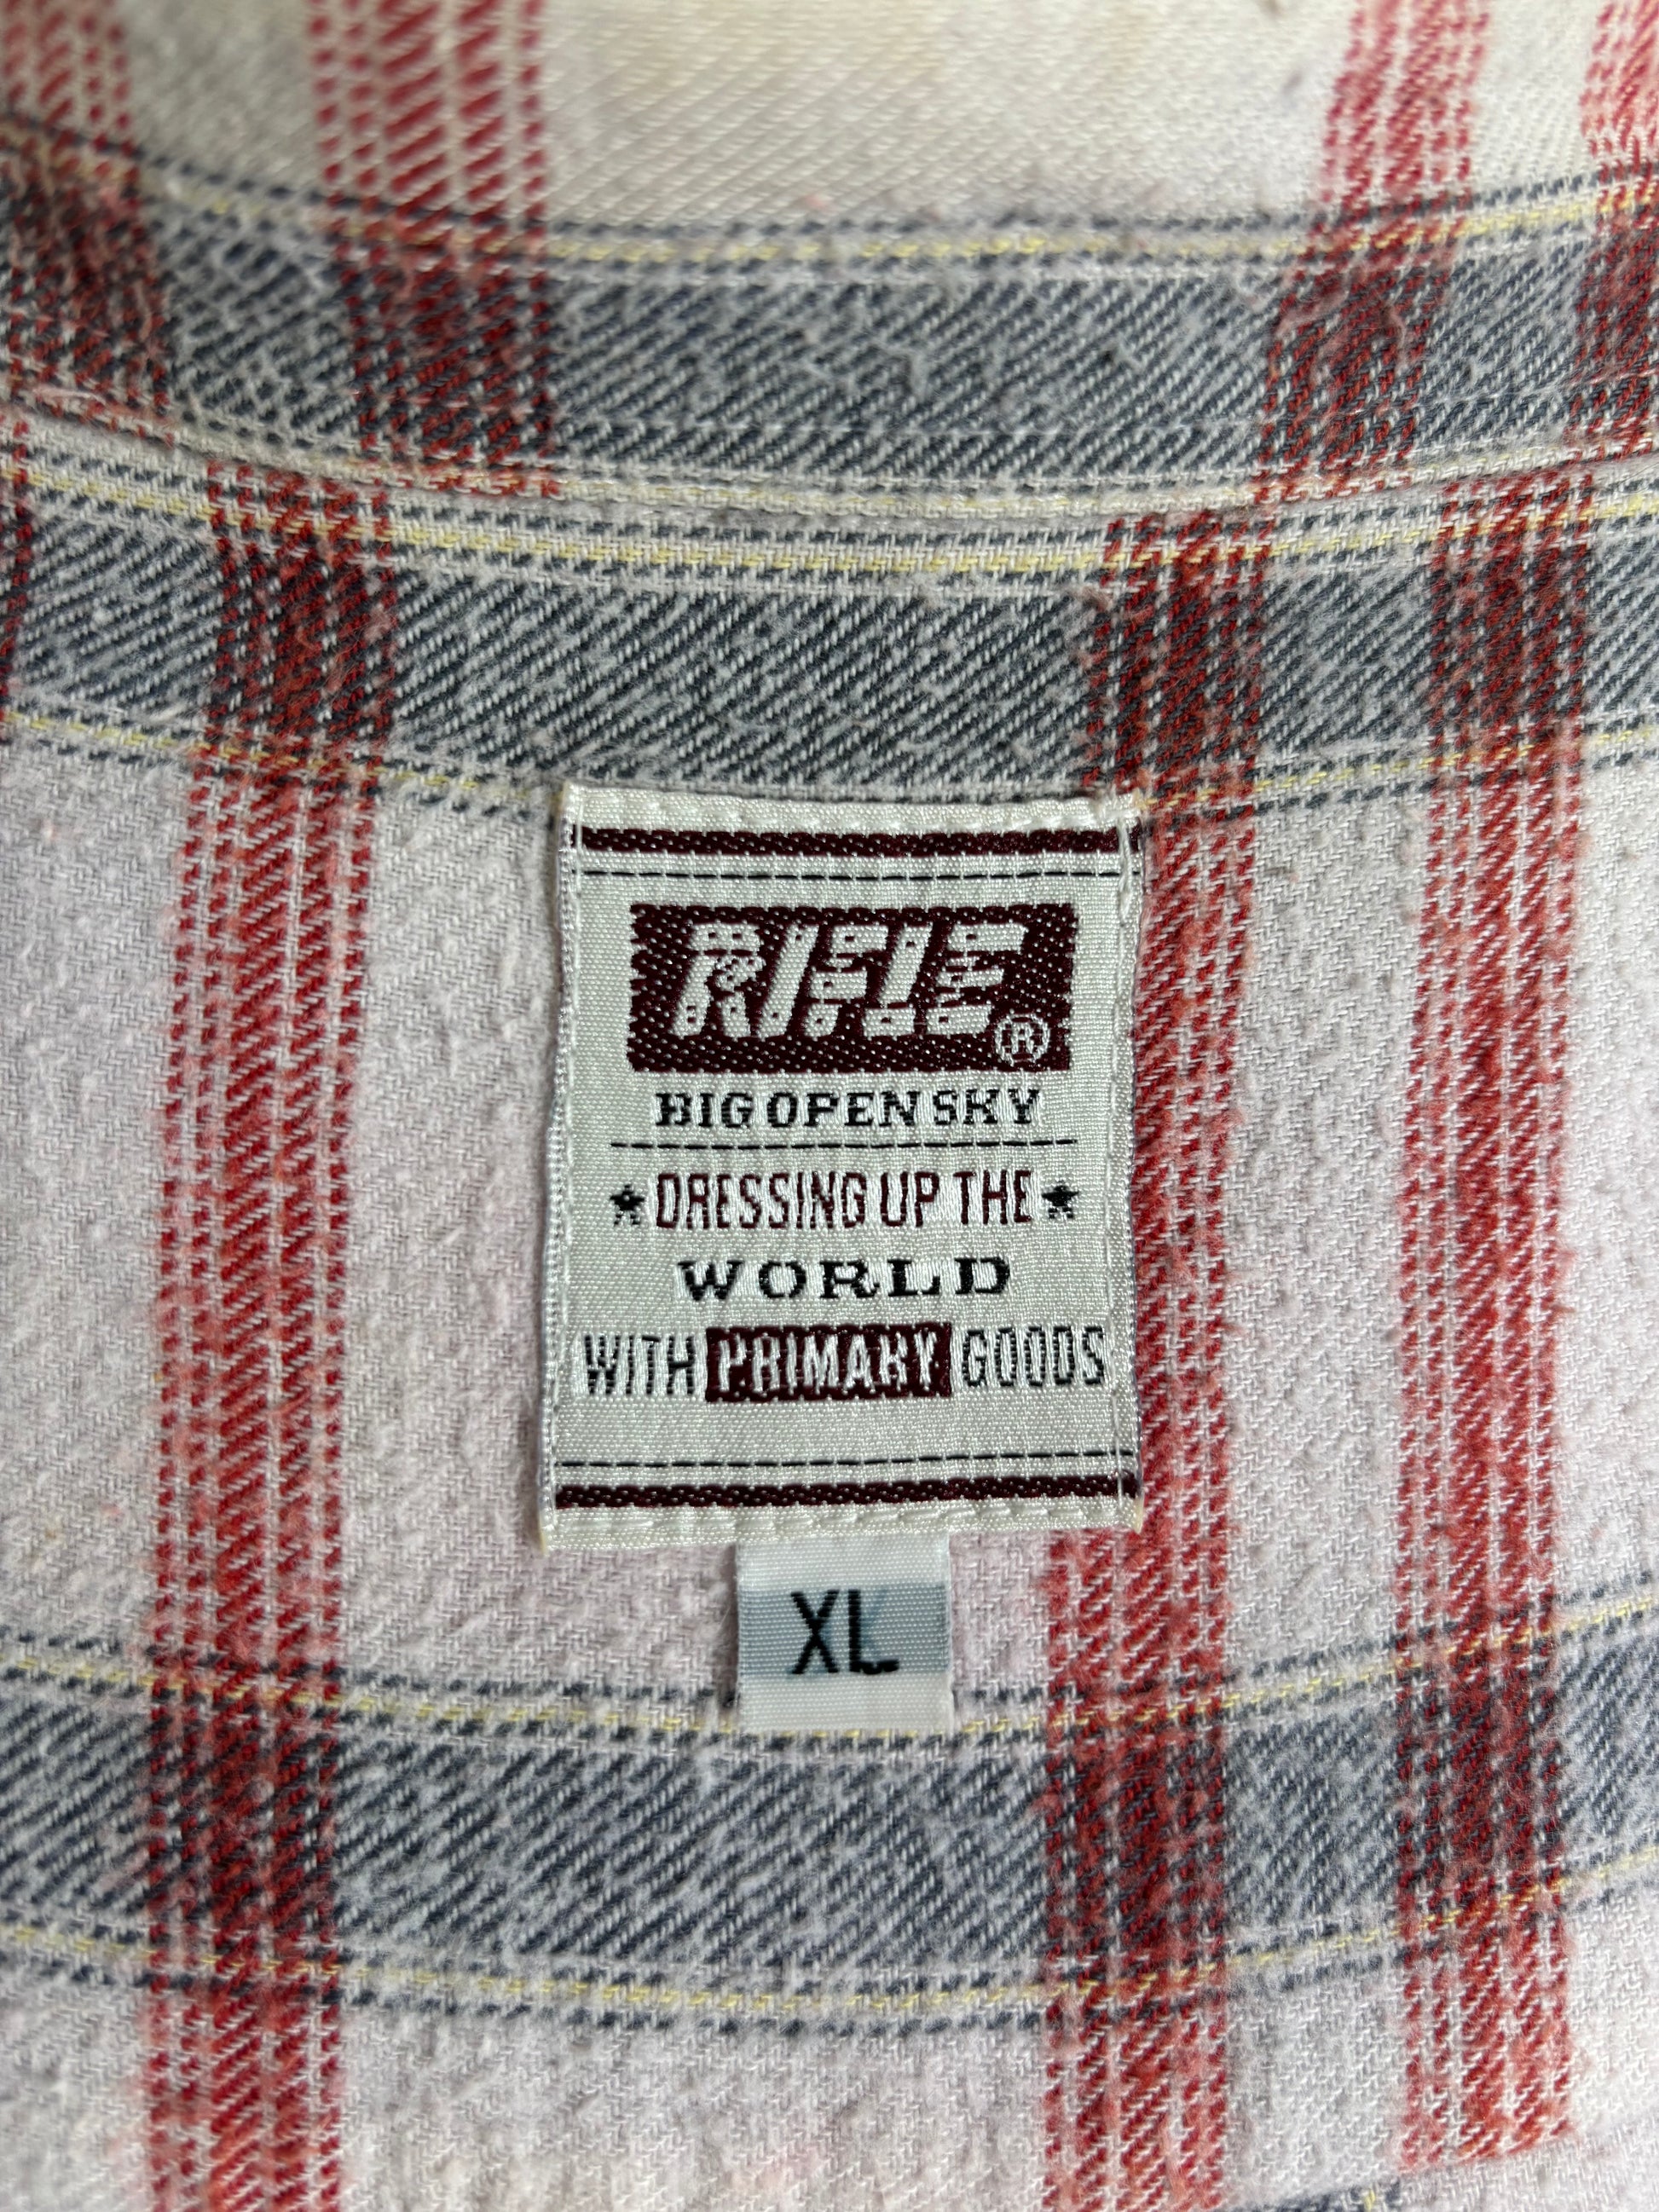 RIFLE®
BIG OPEN SKY
★ DRESSING UP THE ★
WORLD
WITH PRIMARY GOODS
XL